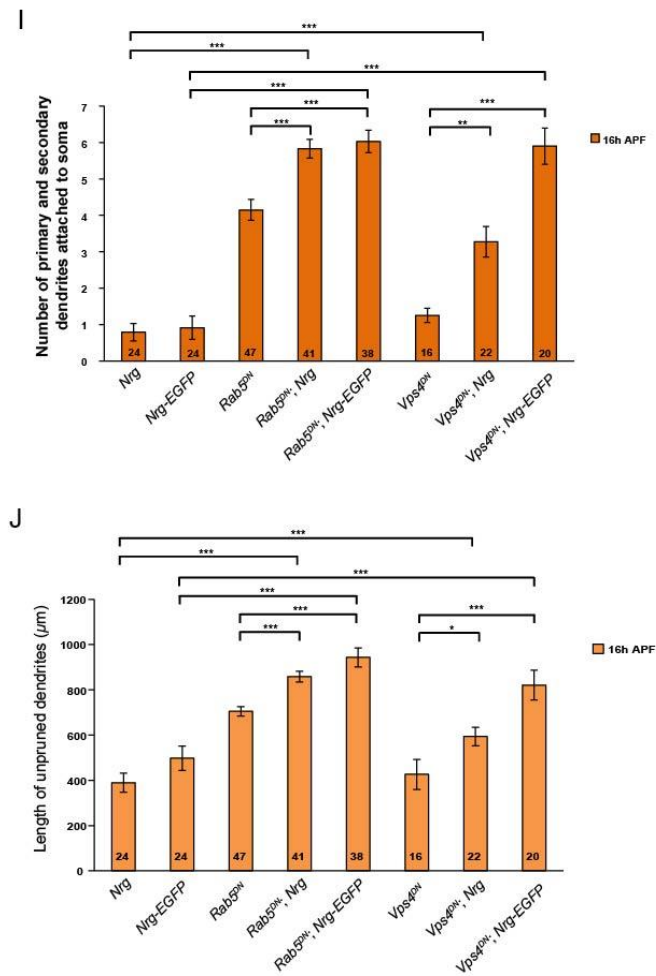 I
***
***
***
***
***
***
***
**
Number of primary and secondary
dendrites attached to soma
7
6
5
4
3
2
1
0
24
24
47
41
38
16
22
20
16h APF
Nrg
Nrg-EGFP
Rab5DN
Rab5DN; Nrg
Rab5DN; Nrg-EGFP
Vps4DN
Vps4DN; Nrg
Vps4DN; Nrg-EGFP
J
***
***
***
***
***
***
***
*
Length of unpruned dendrites (µm)
1200
1000
800
600
400
200
0
24
24
47
41
38
16
22
20
16h APF
Nrg
Nrg-EGFP
Rab5DN
Rab5DN; Nrg
Rab5DN; Nrg-EGFP
Vps4DN
Vps4DN; Nrg
Vps4DN; Nrg-EGFP